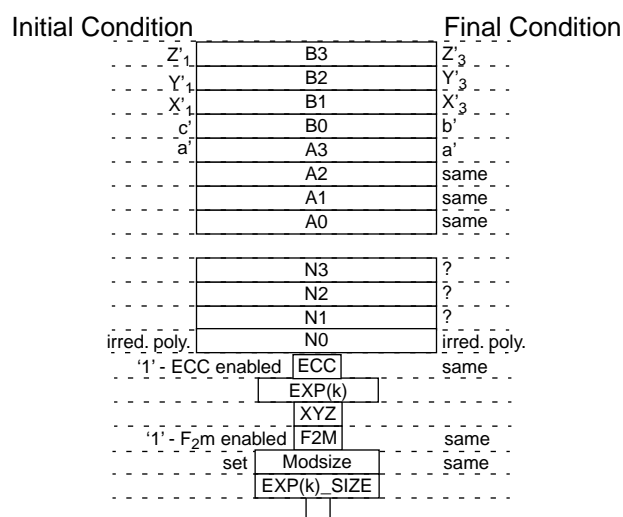 Initial Condition Final Condition
Z'1 B3 Z'3
Y'1 B2 Y'3
X'1 B1 X'3
c' B0 b'
a' A3 a'
A2 same
A1 same
A0 same
N3 ?
N2 ?
N1 ?
irred. poly. N0 irred. poly.
‘1’ - ECC enabled ECC same
EXP(k)
XYZ
‘1’ - F2m enabled F2M same
set Modsize same
EXP(k)_SIZE